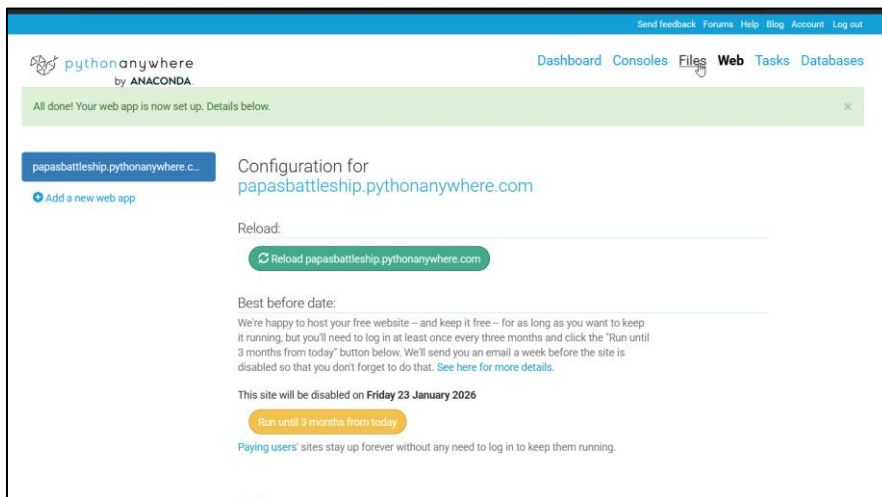 Send feedback Forums Help Blog Account Log out
pythonanywhere
by ANACONDA.
Dashboard Consoles Files Web Tasks Databases
All done! Your web app is now set up. Details below. ×
papasbattleship.pythonanywhere.c...
Add a new web app
Configuration for
papasbattleship.pythonanywhere.com
Reload:
Reload papasbattleship.pythonanywhere.com
Best before date:
We're happy to host your free website – and keep it free – for as long as you want to keep
it running, but you'll need to log in at least once every three months and click the "Run until
3 months from today" button below. We'll send you an email a week before the site is
disabled so that you don't forget to do that. See here for more details.
This site will be disabled on Friday 23 January 2026
Run until 3 months from today
Paying users' sites stay up forever without any need to log in to keep them running.